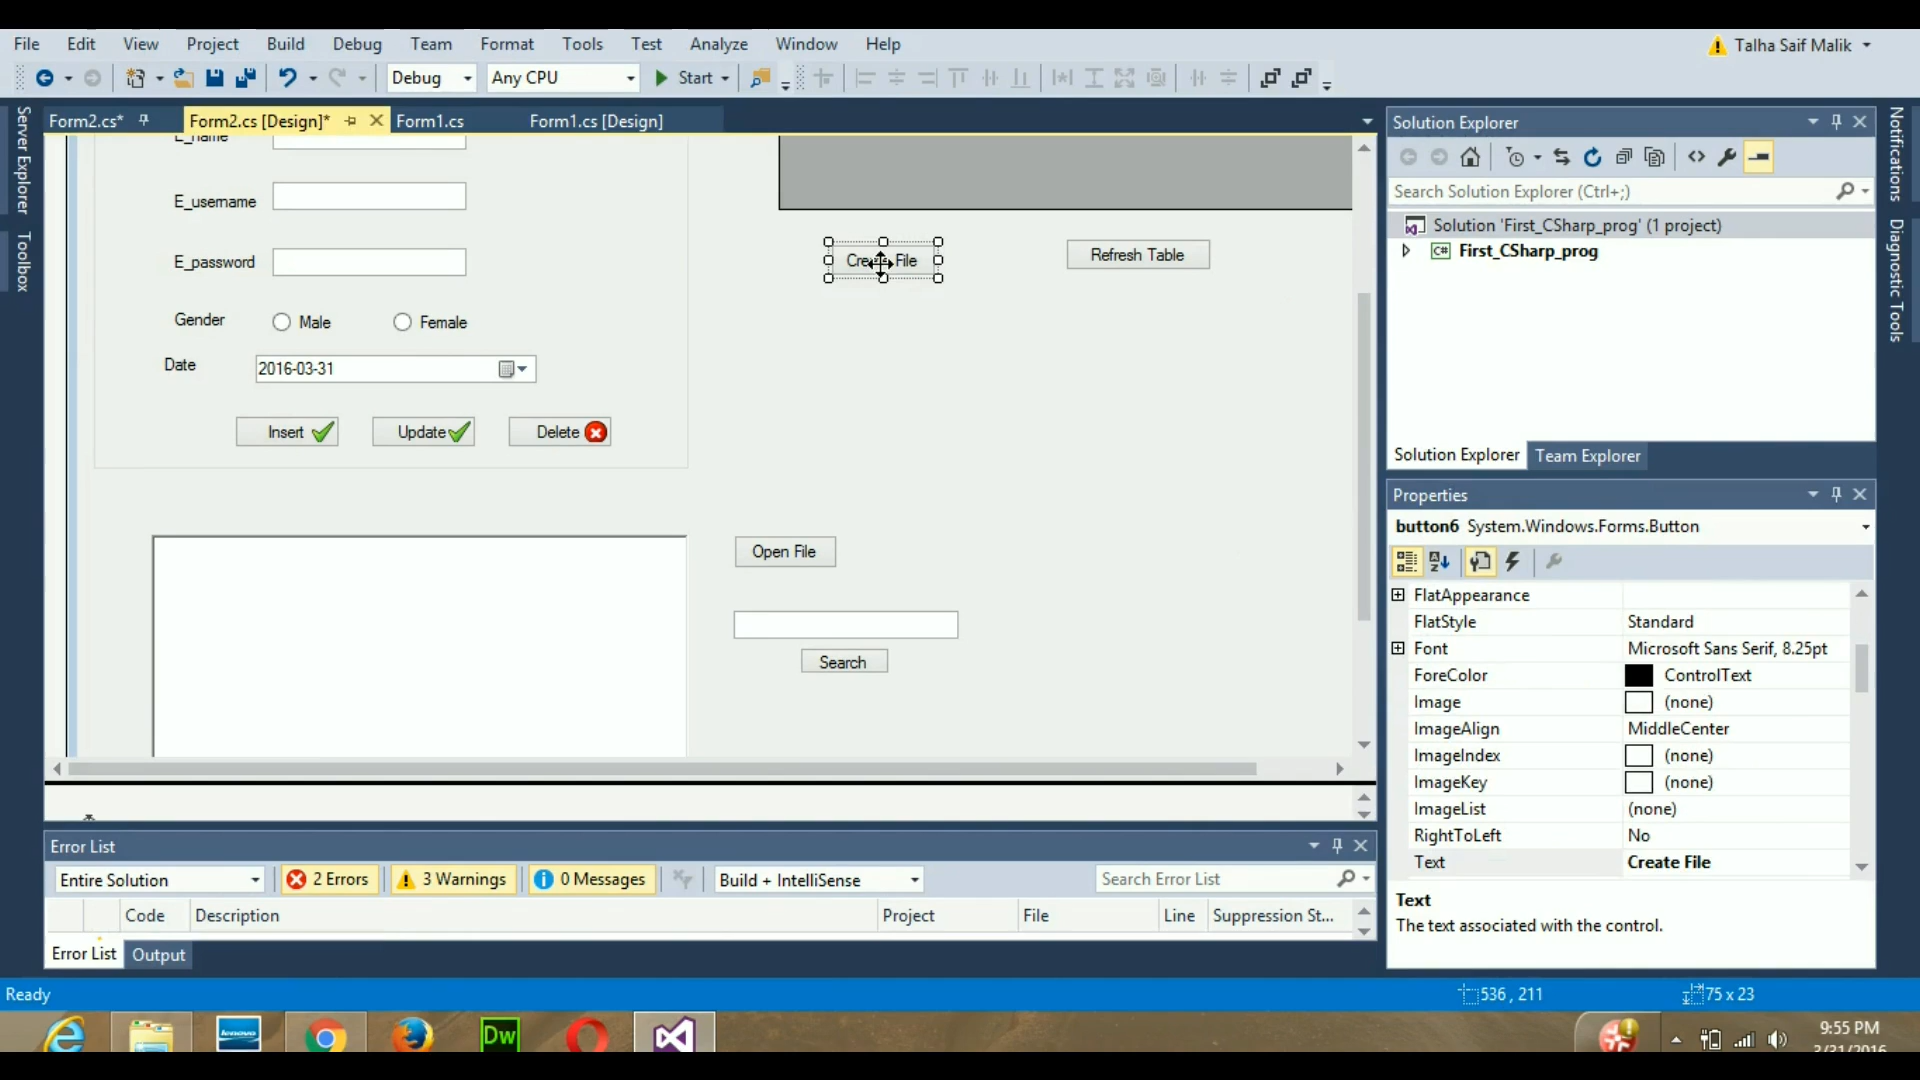 File Edit View Project Build Debug Team Format Tools Test Analyze Window Help
Talha Saif Malik
Debug Any CPU Start
Form2.cs* Form2.cs [Design]* Form1.cs Form1.cs [Design]
Server Explorer
Toolbox
E_name
E_username
E_password
Gender Male Female
Date 2016-03-31
Insert Update Delete
Create File Refresh Table
Open File
Search
Solution Explorer
Search Solution Explorer (Ctrl+;)
Solution 'First_CSharp_prog' (1 project)
C# First_CSharp_prog
Solution Explorer Team Explorer
Notifications
Diagnostic Tools
Properties
button6 System.Windows.Forms.Button
FlatAppearance
FlatStyle Standard
Font Microsoft Sans Serif, 8.25pt
ForeColor ControlText
Image (none)
ImageAlign MiddleCenter
ImageIndex (none)
ImageKey (none)
ImageList (none)
RightToLeft No
Text Create File
Text
The text associated with the control.
Error List
Entire Solution 2 Errors 3 Warnings 0 Messages Build + IntelliSense Search Error List
Code Description Project File Line Suppression St...
Error List Output
Ready 536 , 211 75 x 23
lenovo Dw
9:55 PM
3/31/2016